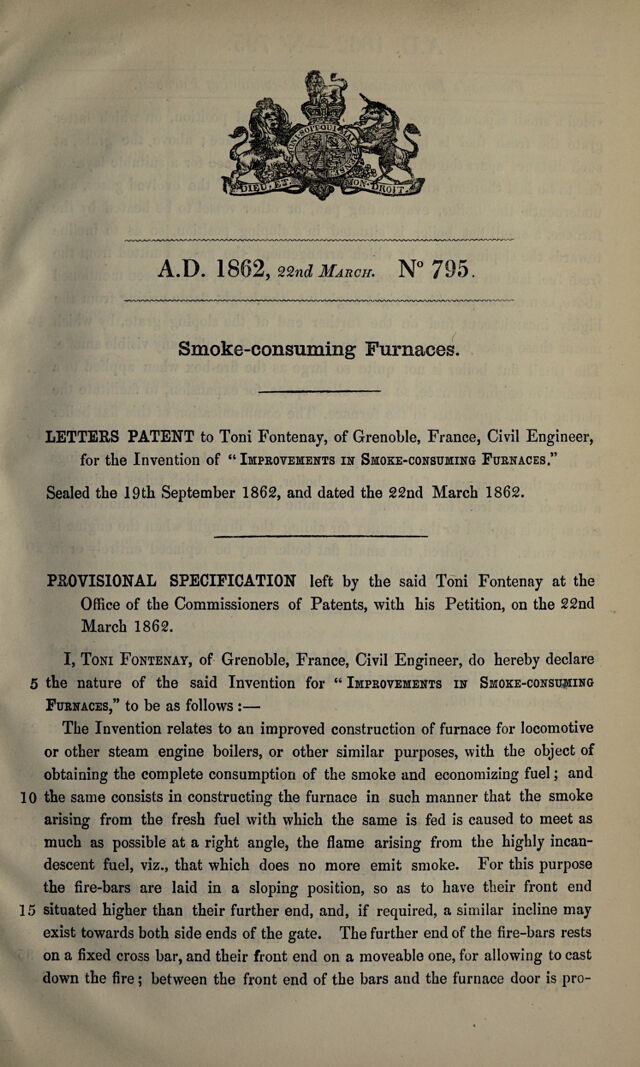 HONI SOIT QUI MAL Y PENSE
DIEU ET MON DROIT
A.D. 1862, 22nd MARCH. No 795.
Smoke-consuming Furnaces.
LETTERS PATENT to Toni Fontenay, of Grenoble, France, Civil Engineer,
for the Invention of “ IMPROVEMENTS IN SMOKE-CONSUMING FURNACES.”
Sealed the 19th September 1862, and dated the 22nd March 1862.
PROVISIONAL SPECIFICATION left by the said Toni Fontenay at the
Office of the Commissioners of Patents, with his Petition, on the 22nd
March 1862.
I, TONI FONTENAY, of Grenoble, France, Civil Engineer, do hereby declare
5 the nature of the said Invention for “ IMPROVEMENTS IN SMOKE-CONSUMING
FURNACES,” to be as follows :—
The Invention relates to an improved construction of furnace for locomotive
or other steam engine boilers, or other similar purposes, with the object of
obtaining the complete consumption of the smoke and economizing fuel; and
10 the same consists in constructing the furnace in such manner that the smoke
arising from the fresh fuel with which the same is fed is caused to meet as
much as possible at a right angle, the flame arising from the highly incan-
descent fuel, viz., that which does no more emit smoke. For this purpose
the fire-bars are laid in a sloping position, so as to have their front end
15 situated higher than their further end, and, if required, a similar incline may
exist towards both side ends of the gate. The further end of the fire-bars rests
on a fixed cross bar, and their front end on a moveable one, for allowing to cast
down the fire; between the front end of the bars and the furnace door is pro-